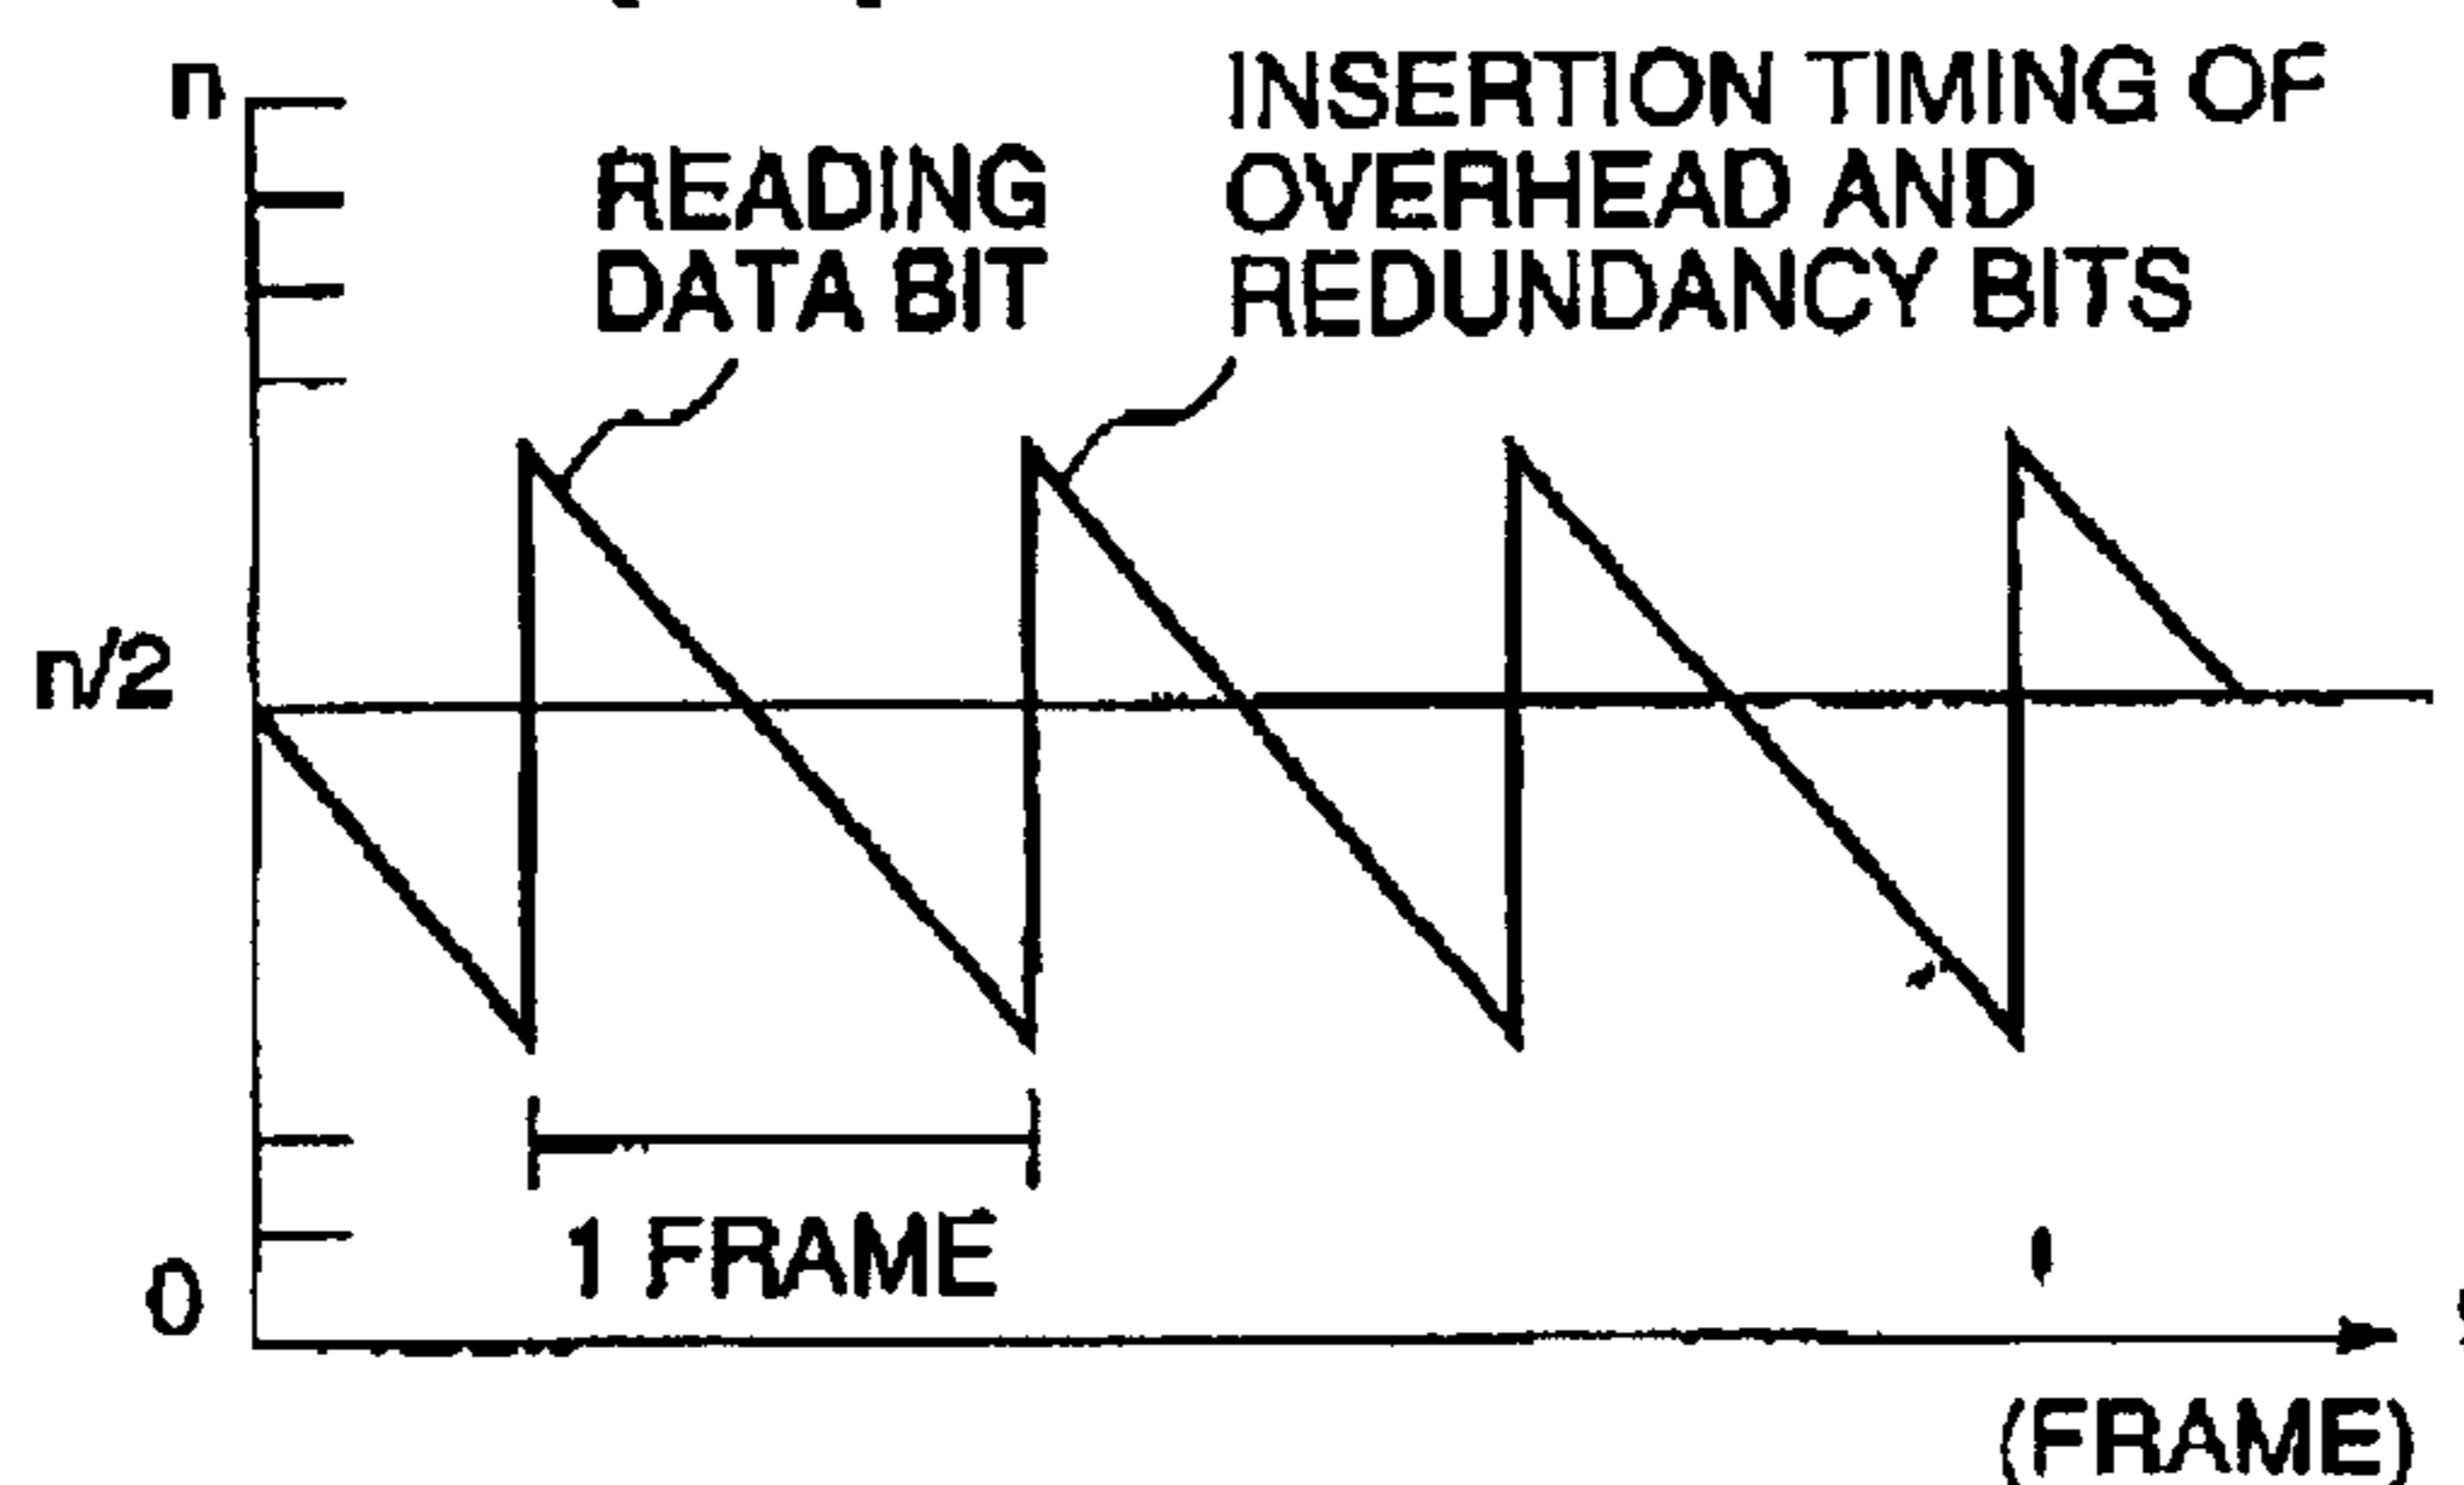 n
INSERTION TIMING OF
OVERHEAD AND
REDUNDANCY BITS
READING
DATA BIT
n/2
1 FRAME
0
(FRAME)